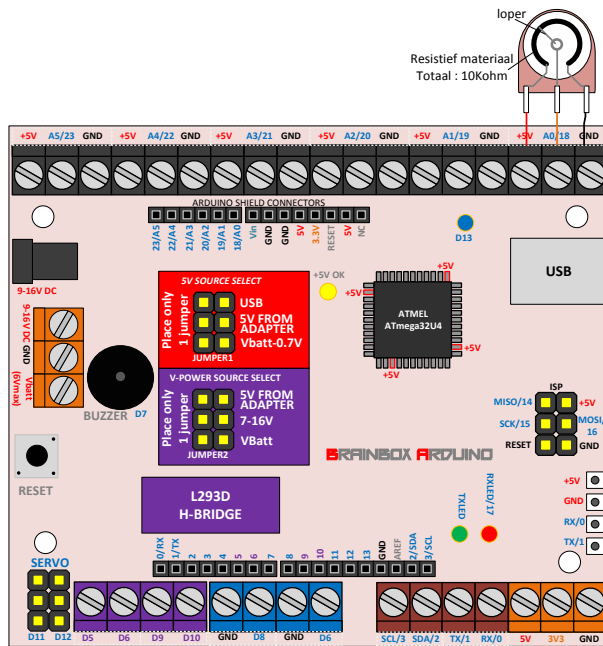 loper
Resistief materiaal
Totaal : 10Kohm
+5V A5/23 GND +5V A4/22 GND +5V A3/21 GND +5V A2/20 GND +5V A1/19 GND +5V A0/18 GND
ARDUINO SHIELD CONNECTORS
23/A5 22/A4 21/A3 20/A2 19/A1 18/A0 Vin GND GND 5V 3.3V RESET 5V NC
D13
USB
9-16V DC
+5V OK
5V SOURCE SELECT
Place only
1 jumper
USB
5V FROM
ADAPTER
Vbatt-0.7V
JUMPER1
+5V
+5V
+5V
+5V
ATMEL
ATmega32U4
9-16V DC GND Vbatt
(6Vmax)
BUZZER D7
V-POWER SOURCE SELECT
Place only
1 jumper
5V FROM
ADAPTER
7-16V
VBatt
JUMPER2
ISP
MISO/14 +5V
SCK/15 MOSI/
16
RESET GND
BRAINBOX ARDUINO
RESET
L293D
H-BRIDGE
TXLED
RXLED/17
+5V
GND
RX/0
TX/1
0/RX 1/TX 2 3 4 5 6 7 8 9 10 11 12 13 GND AREF 2/SDA 3/SCL
SERVO
D11 D12 D5 D6 D9 D10 GND D8 GND D6 SCL/3 SDA/2 TX/1 RX/0 5V 3V3 GND